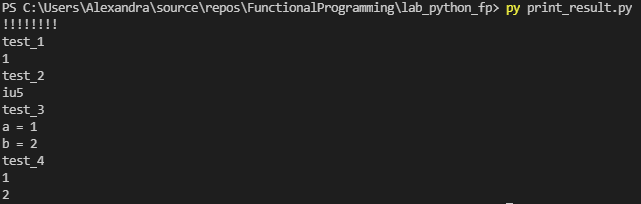 PS C:\Users\Alexandra\source\repos\FunctionalProgramming\lab_python_fp> py print_result.py
!!!!!!!!
test_1
1
test_2
iu5
test_3
a = 1
b = 2
test_4
1
2